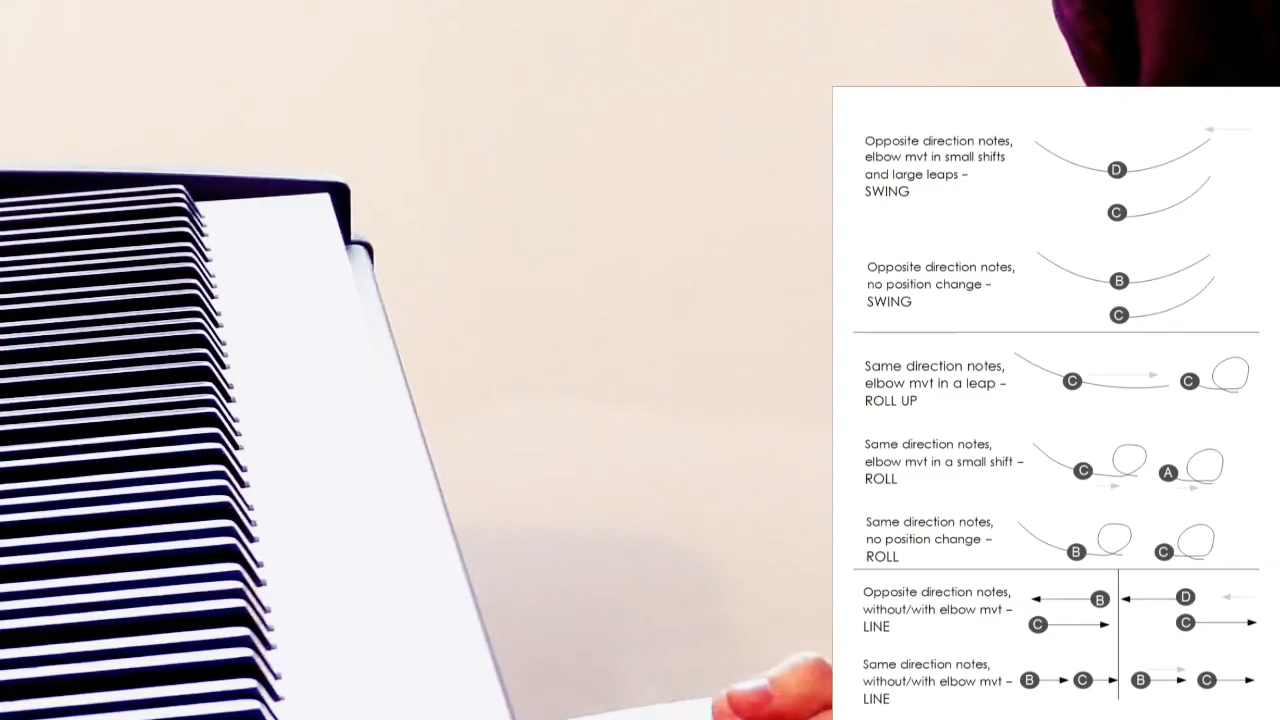 Opposite direction notes,
elbow mvt in small shifts
and large leaps –
SWING
D
C
Opposite direction notes,
no position change –
SWING
B
C
Same direction notes,
elbow mvt in a leap –
ROLL UP
C C
Same direction notes,
elbow mvt in a small shift –
ROLL
C A
Same direction notes,
no position change –
ROLL
B C
Opposite direction notes,
without/with elbow mvt –
LINE
B D
C C
Same direction notes,
without/with elbow mvt –
LINE
B C B C